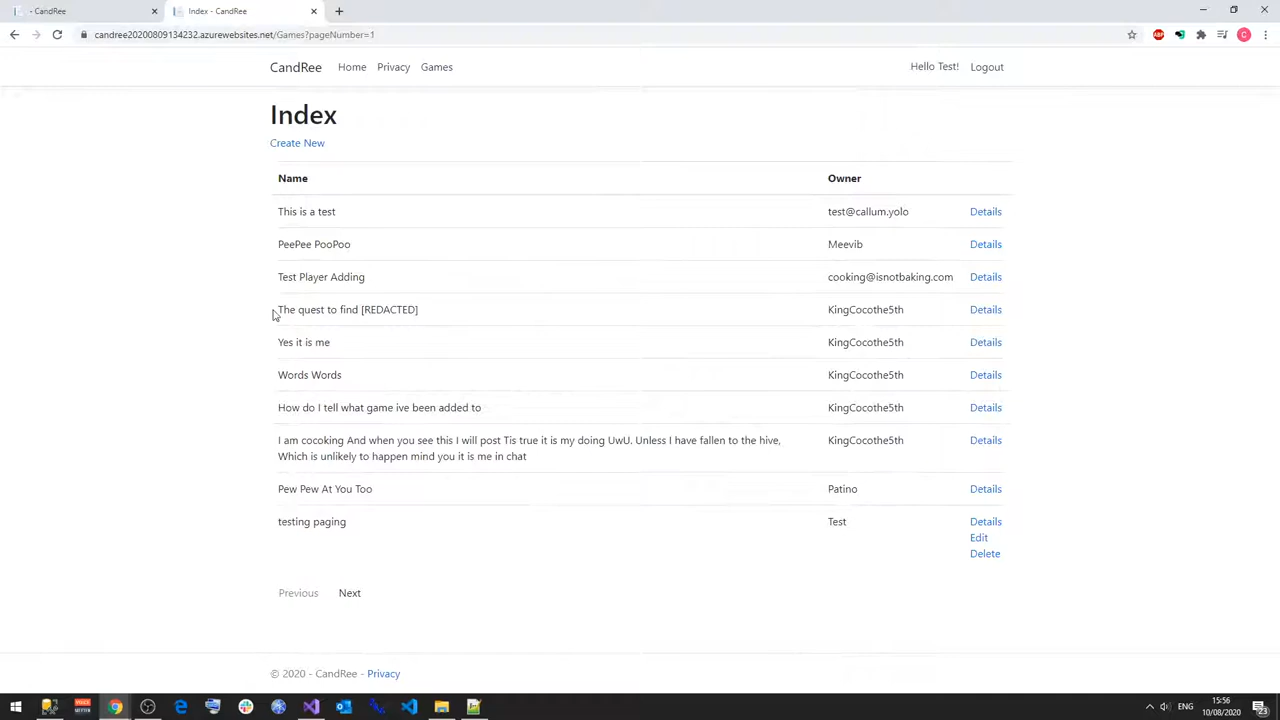 - CandRee
Index - CandRee
candree20200809134232.azurewebsites.net/Games?pageNumber=1
ABP
C
CandRee Home Privacy Games Hello Test! Logout
Index
Create New
Name Owner
This is a test test@callum.yolo Details
PeePee PooPoo Meevib Details
Test Player Adding cooking@isnotbaking.com Details
The quest to find [REDACTED] KingCocothe5th Details
Yes it is me KingCocothe5th Details
Words Words KingCocothe5th Details
How do I tell what game ive been added to KingCocothe5th Details
I am cocoking And when you see this I will post Tis true it is my doing UwU. Unless I have fallen to the hive, KingCocothe5th Details
Which is unlikely to happen mind you it is me in chat
Pew Pew At You Too Patino Details
testing paging Test Details
Edit
Delete
Previous Next
© 2020 - CandRee - Privacy
ENG
15:56
10/08/2020
23